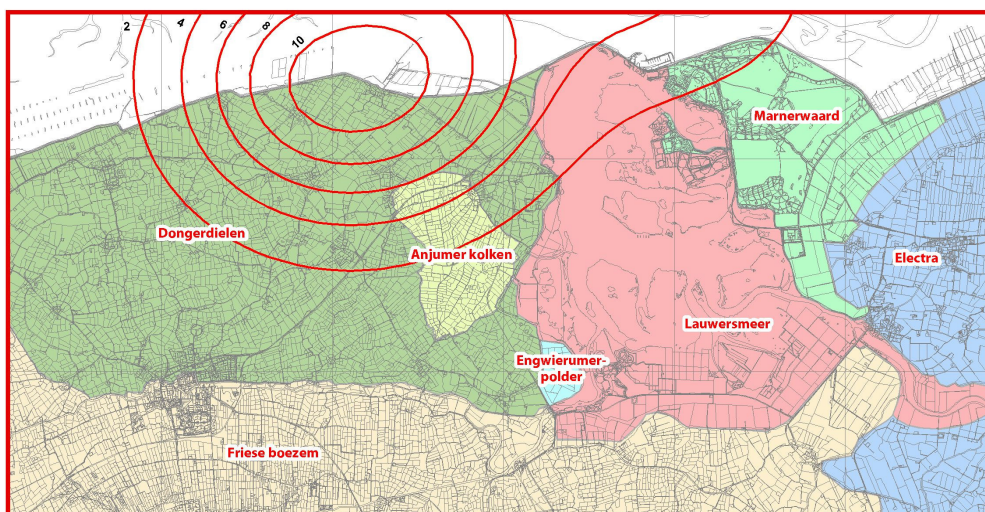 2
4
6
8
10
Marnerwaard
Dongerdielen
Anjumer kolken
Electra
Lauwersmeer
Engwierumer-
polder
Friese boezem